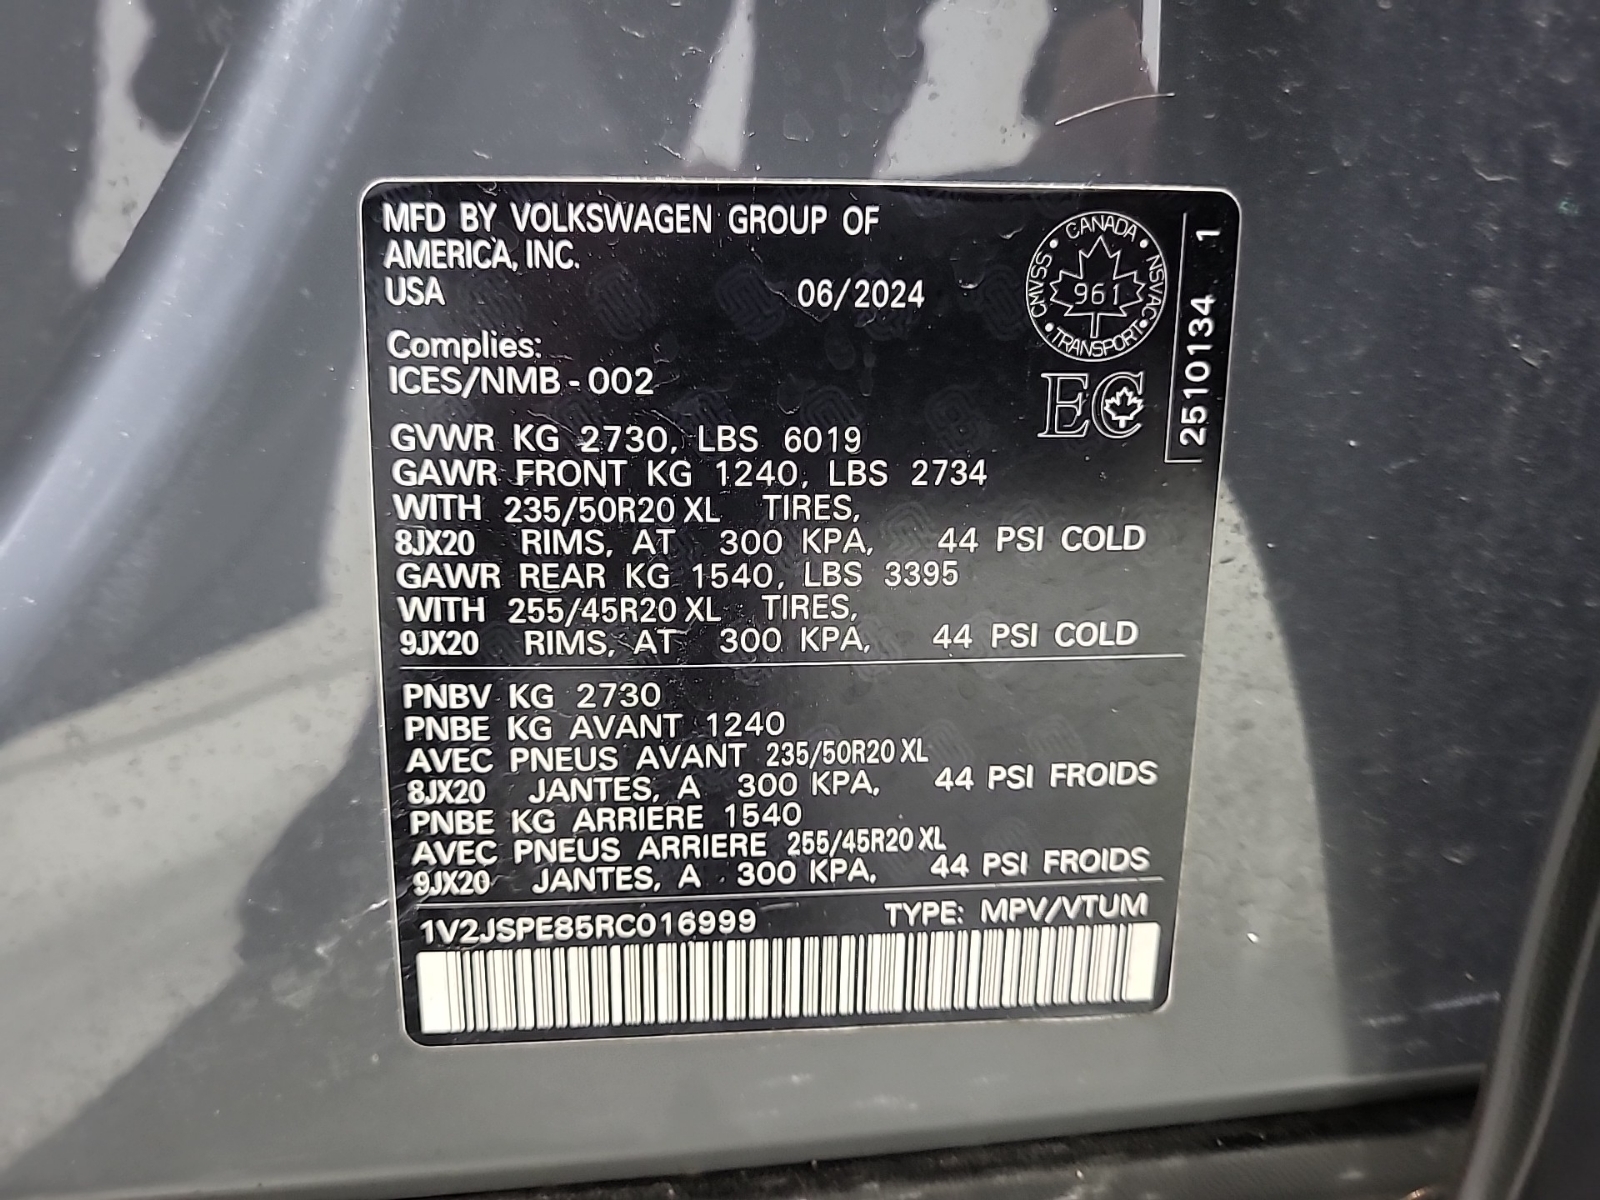 MFD BY VOLKSWAGEN GROUP OF
AMERICA, INC.
USA 06/2024
CANADA
CMVSS NSVAC
961
TRANSPORT
2510134 1
Complies:
ICES/NMB - 002
EC
GVWR KG 2730, LBS 6019
GAWR FRONT KG 1240, LBS 2734
WITH 235/50R20 XL TIRES,
8JX20 RIMS, AT 300 KPA, 44 PSI COLD
GAWR REAR KG 1540, LBS 3395
WITH 255/45R20 XL TIRES,
9JX20 RIMS, AT 300 KPA, 44 PSI COLD
PNBV KG 2730
PNBE KG AVANT 1240
AVEC PNEUS AVANT 235/50R20 XL
8JX20 JANTES, A 300 KPA, 44 PSI FROIDS
PNBE KG ARRIERE 1540
AVEC PNEUS ARRIERE 255/45R20 XL
9JX20 JANTES, A 300 KPA, 44 PSI FROIDS
1V2JSPE85RC016999 TYPE: MPV/VTUM